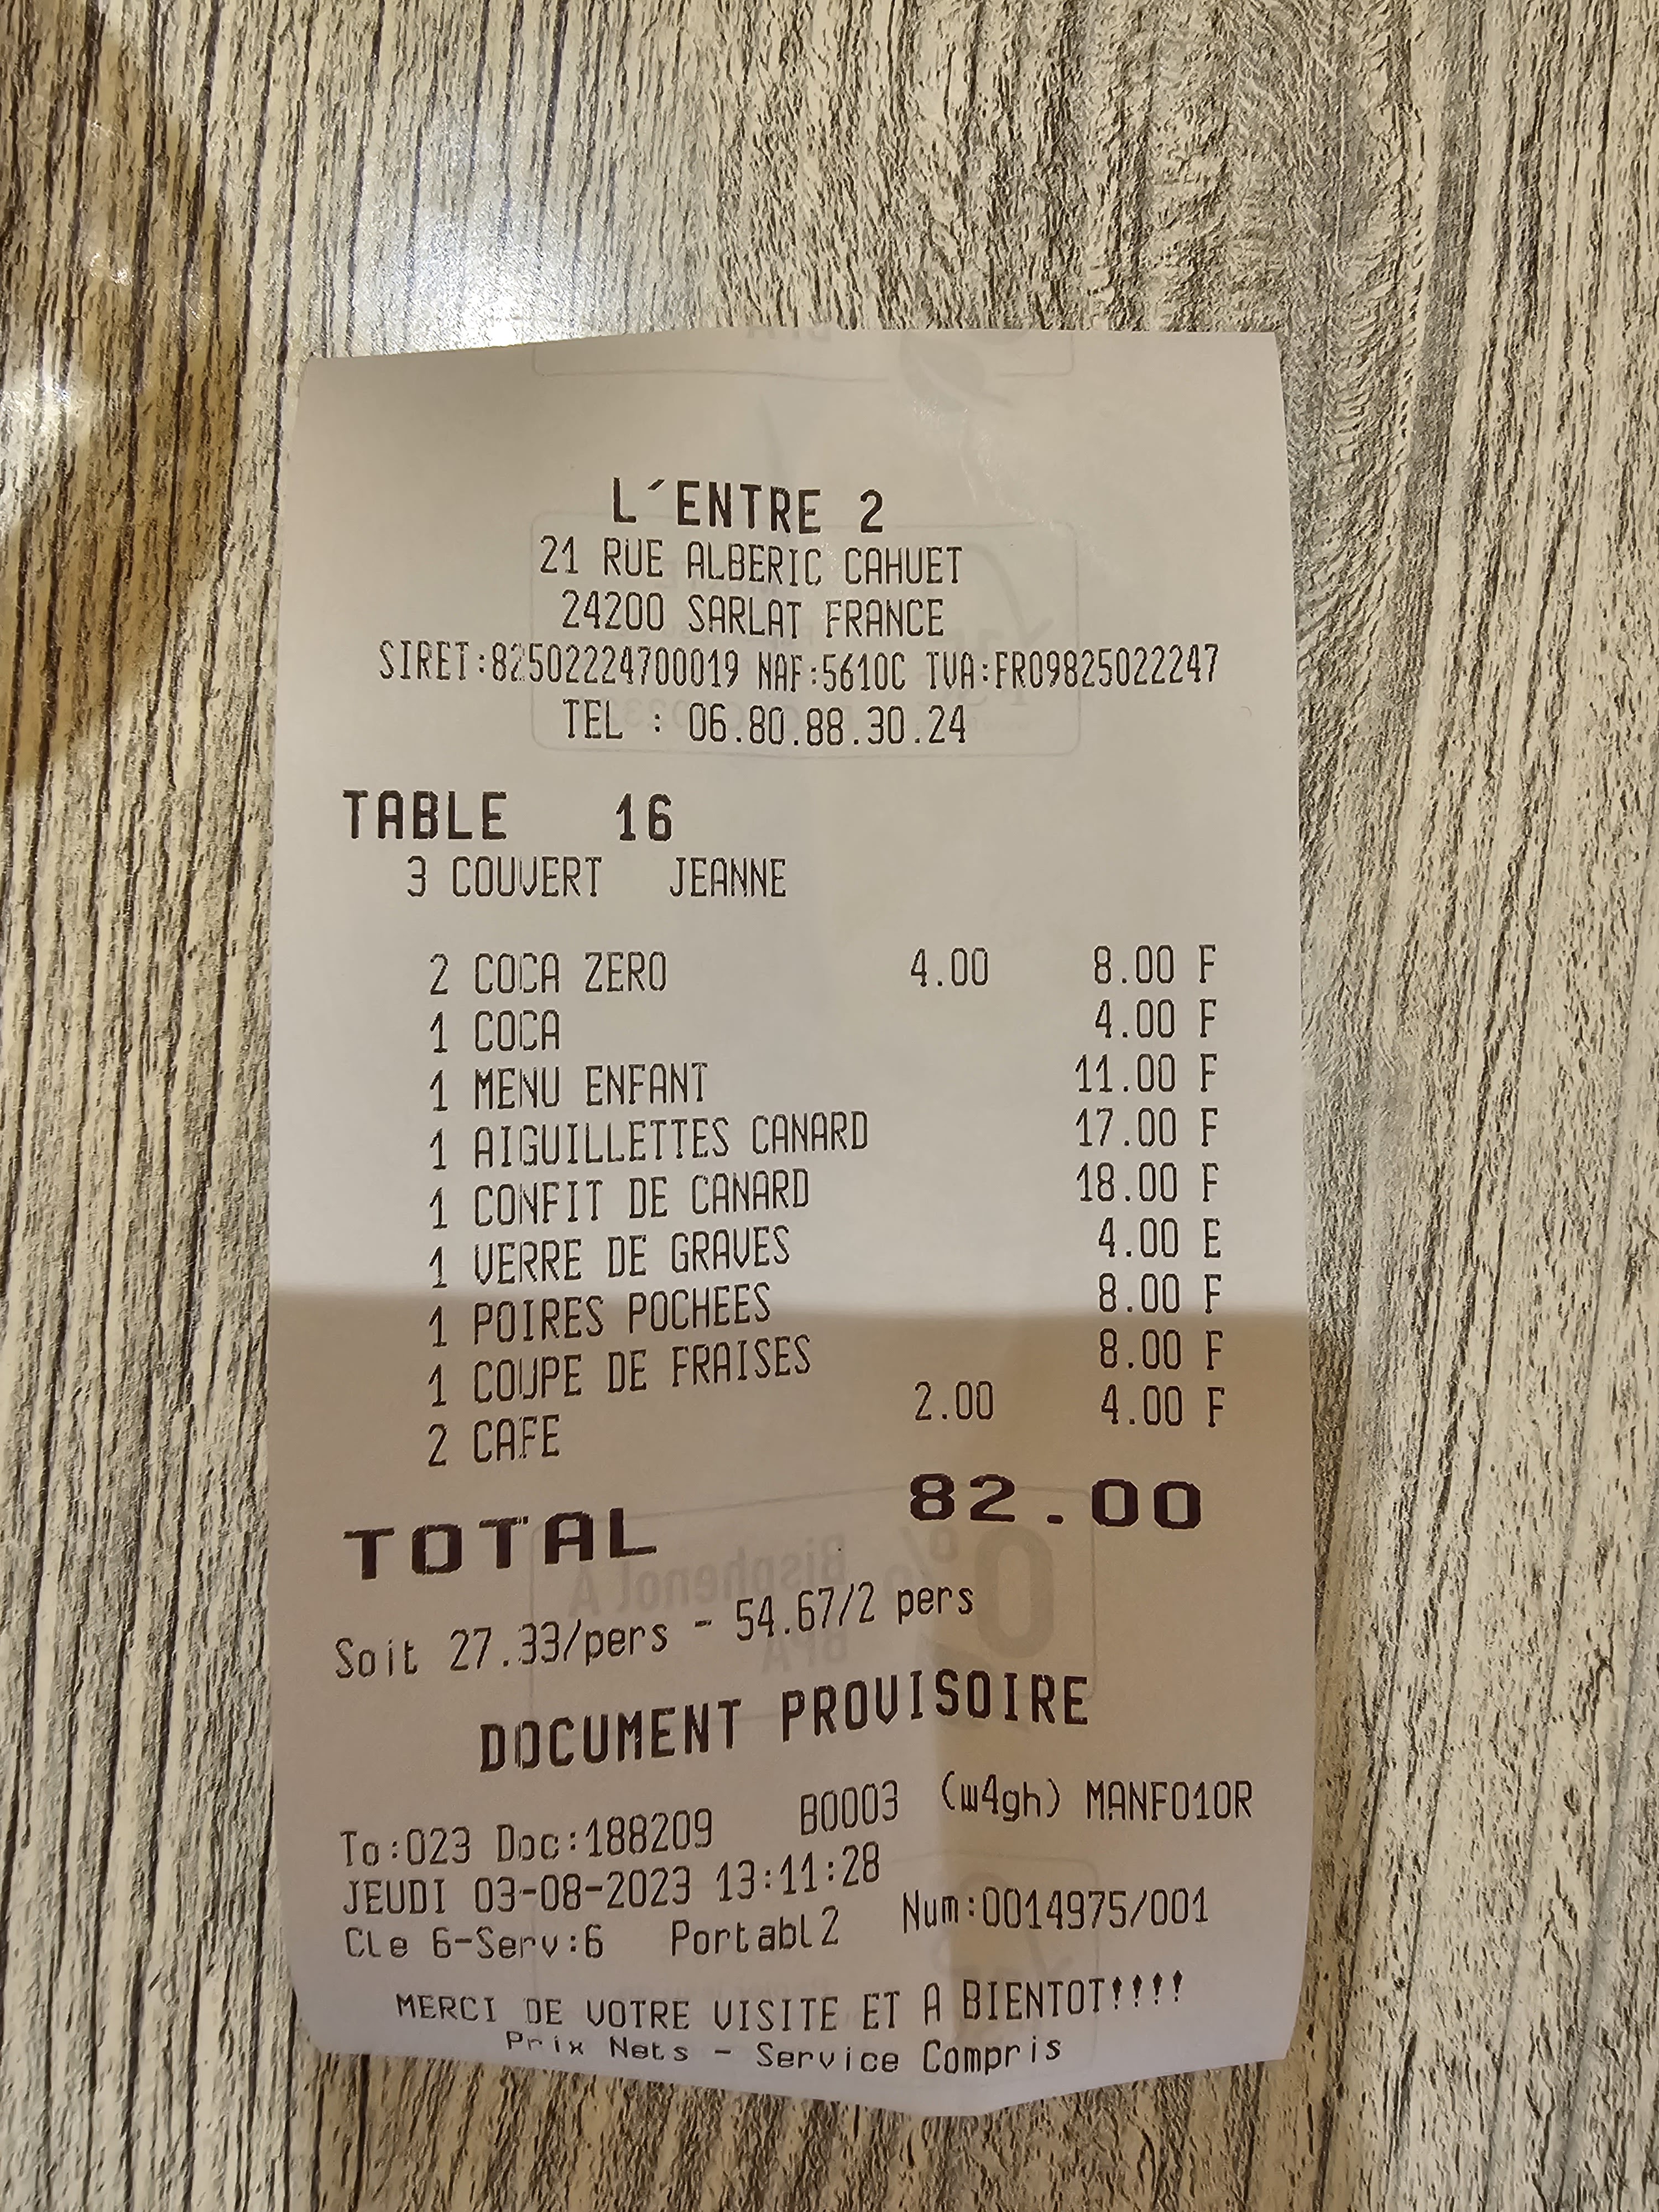 L´ENTRE 2
21 RUE ALBERIC CAHUET
24200 SARLAT FRANCE
SIRET:82502224700019 NAF:5610C TVA:FR09825022247
TEL : 06.80.88.30.24
TABLE 16
3 COUVERT JEANNE
2 COCA ZERO 4.00 8.00 F
1 COCA 4.00 F
1 MENU ENFANT 11.00 F
1 AIGUILLETTES CANARD 17.00 F
1 CONFIT DE CANARD 18.00 F
1 VERRE DE GRAVES 4.00 E
1 POIRES POCHEES 8.00 F
1 COUPE DE FRAISES 8.00 F
2 CAFE 2.00 4.00 F
TOTAL 82.00
Soit 27.33/pers - 54.67/2 pers
DOCUMENT PROVISOIRE
To:023 Doc:188209 B0003 (w4gh) MANF010R
JEUDI 03-08-2023 13:11:28
Cle 6-Serv:6 Portabl2 Num:0014975/001
MERCI DE VOTRE VISITE ET A BIENTOT!!!!
Prix Nets - Service Compris